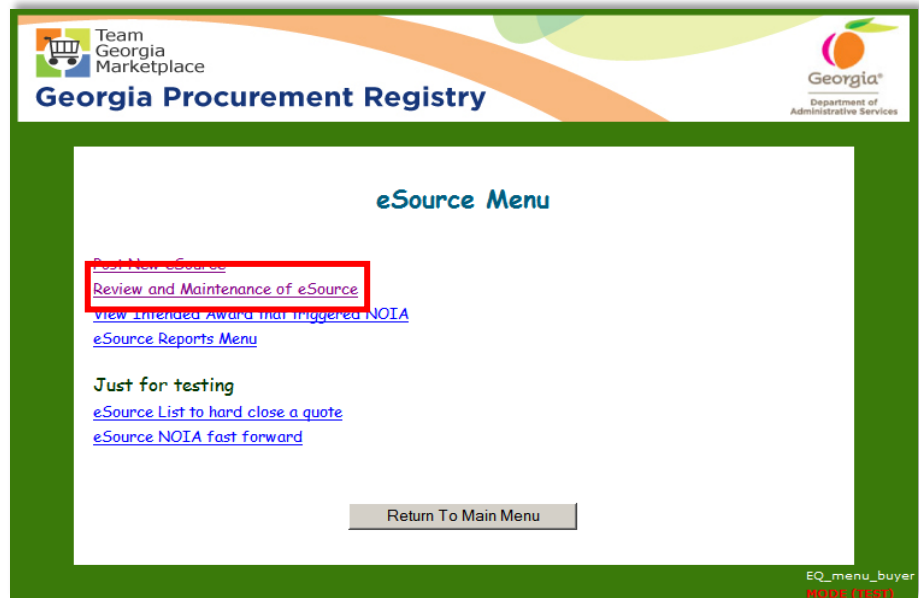 Team
Georgia
Marketplace
Georgia Procurement Registry
Georgia®
Department of
Administrative Services
eSource Menu
Post New eSource
Review and Maintenance of eSource
View Intended Award that triggered NOIA
eSource Reports Menu
Just for testing
eSource List to hard close a quote
eSource NOIA fast forward
Return To Main Menu
EQ_menu_buyer
MODE (TEST)